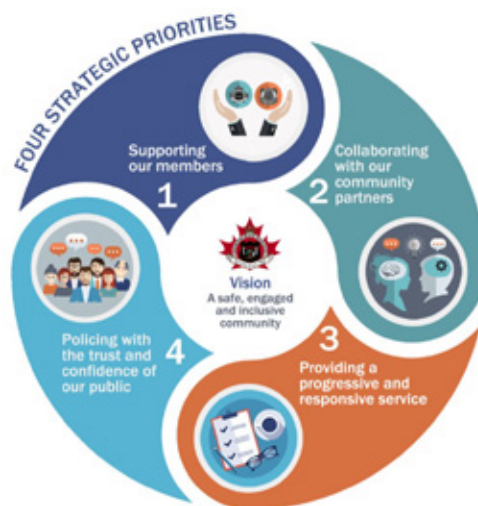 FOUR STRATEGIC PRIORITIES
Supporting
our members
1
Collaborating
with our
community
partners
2
Vision
A safe, engaged
and inclusive
community
3
Providing a
progressive and
responsive service
Policing with
the trust and
confidence of
our public
4